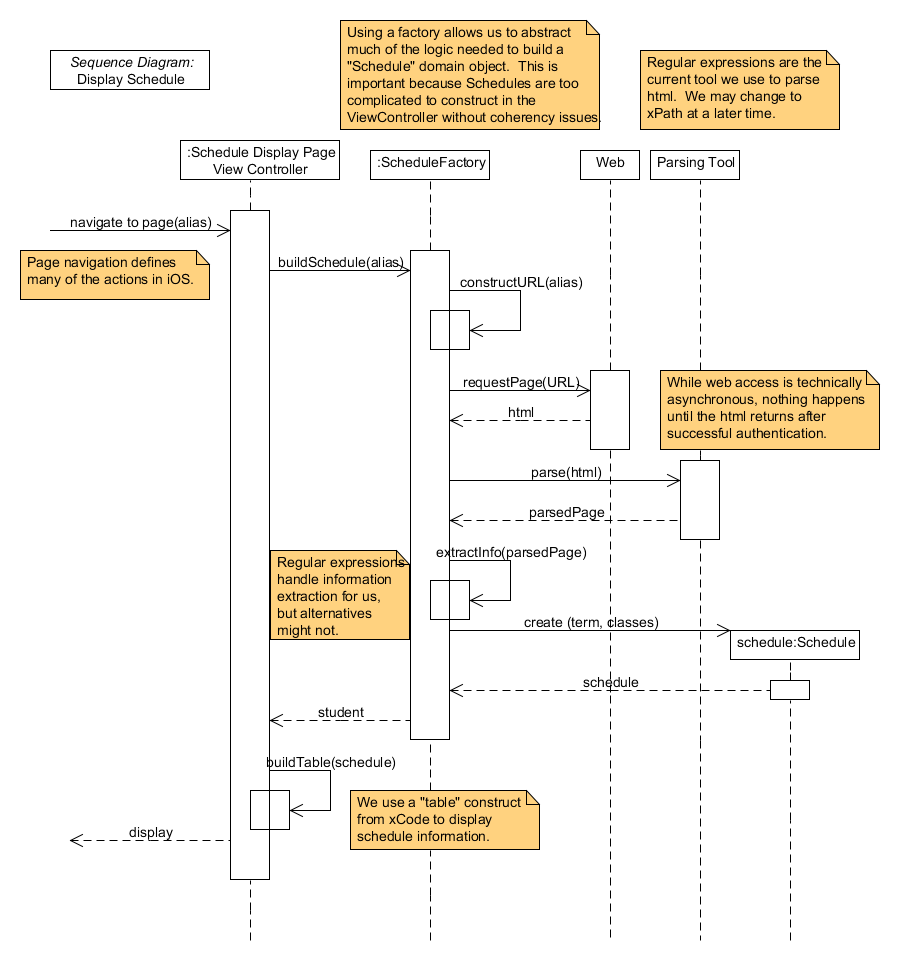 Sequence Diagram:
Display Schedule
Using a factory allows us to abstract
much of the logic needed to build a
"Schedule" domain object.  This is
important because Schedules are too
complicated to construct in the
ViewController without coherency issues.
Regular expressions are the
current tool we use to parse
html.  We may change to
xPath at a later time.
:Schedule Display Page
View Controller
:ScheduleFactory
Web
Parsing Tool
navigate to page(alias)
Page navigation defines
many of the actions in iOS.
buildSchedule(alias)
constructURL(alias)
requestPage(URL)
html
While web access is technically
asynchronous, nothing happens
until the html returns after
successful authentication.
parse(html)
parsedPage
extractInfo(parsedPage)
Regular expressions
handle information
extraction for us,
but alternatives
might not.
create (term, classes)
schedule:Schedule
schedule
student
buildTable(schedule)
We use a "table" construct
from xCode to display
schedule information.
display